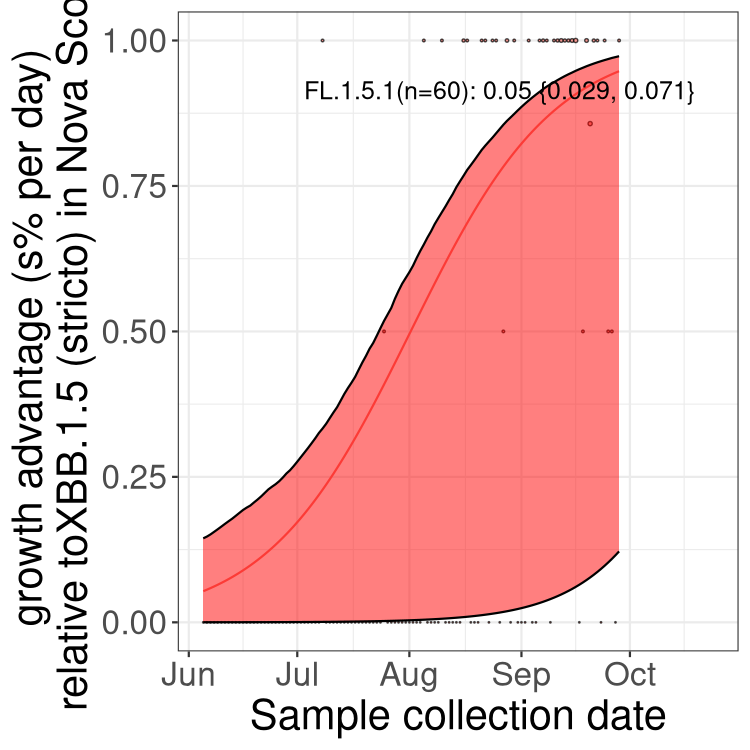 growth advantage (s% per day)
relative toXBB.1.5 (stricto) in Nova Sco
1.00
0.75
0.50
0.25
0.00
FL.1.5.1(n=60): 0.05 {0.029, 0.071}
Jun Jul Aug Sep Oct
Sample collection date